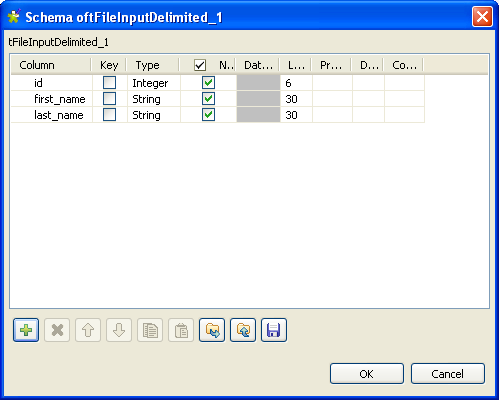 Schema oftFileInputDelimited_1
tFileInputDelimited_1
Column Key Type N.. Dat... L... Pr... D... Co...
id Integer 6
first_name String 30
last_name String 30
OK Cancel